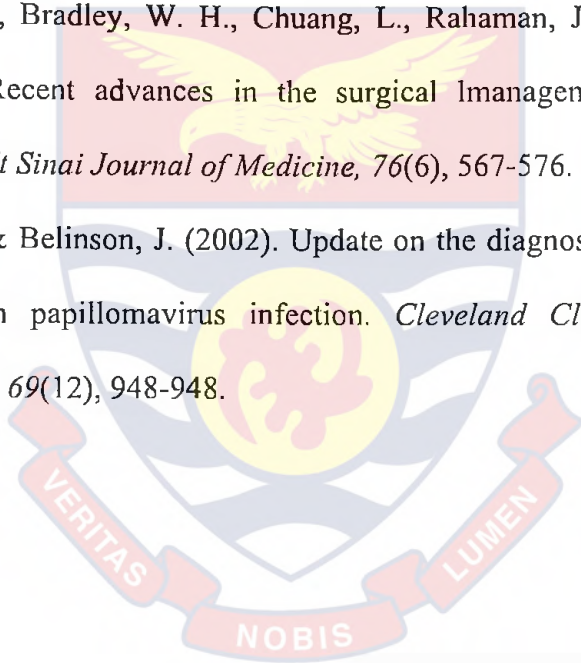 , Bradley, W. H., Chuang, L., Rahaman, J
Recent advances in the surgical lmanagen
t Sinai Journal of Medicine, 76(6), 567-576.
& Belinson, J. (2002). Update on the diagnos
n papillomavirus infection. Cleveland Cl
69(12), 948-948.
VERITAS
NOBIS
LUMEN